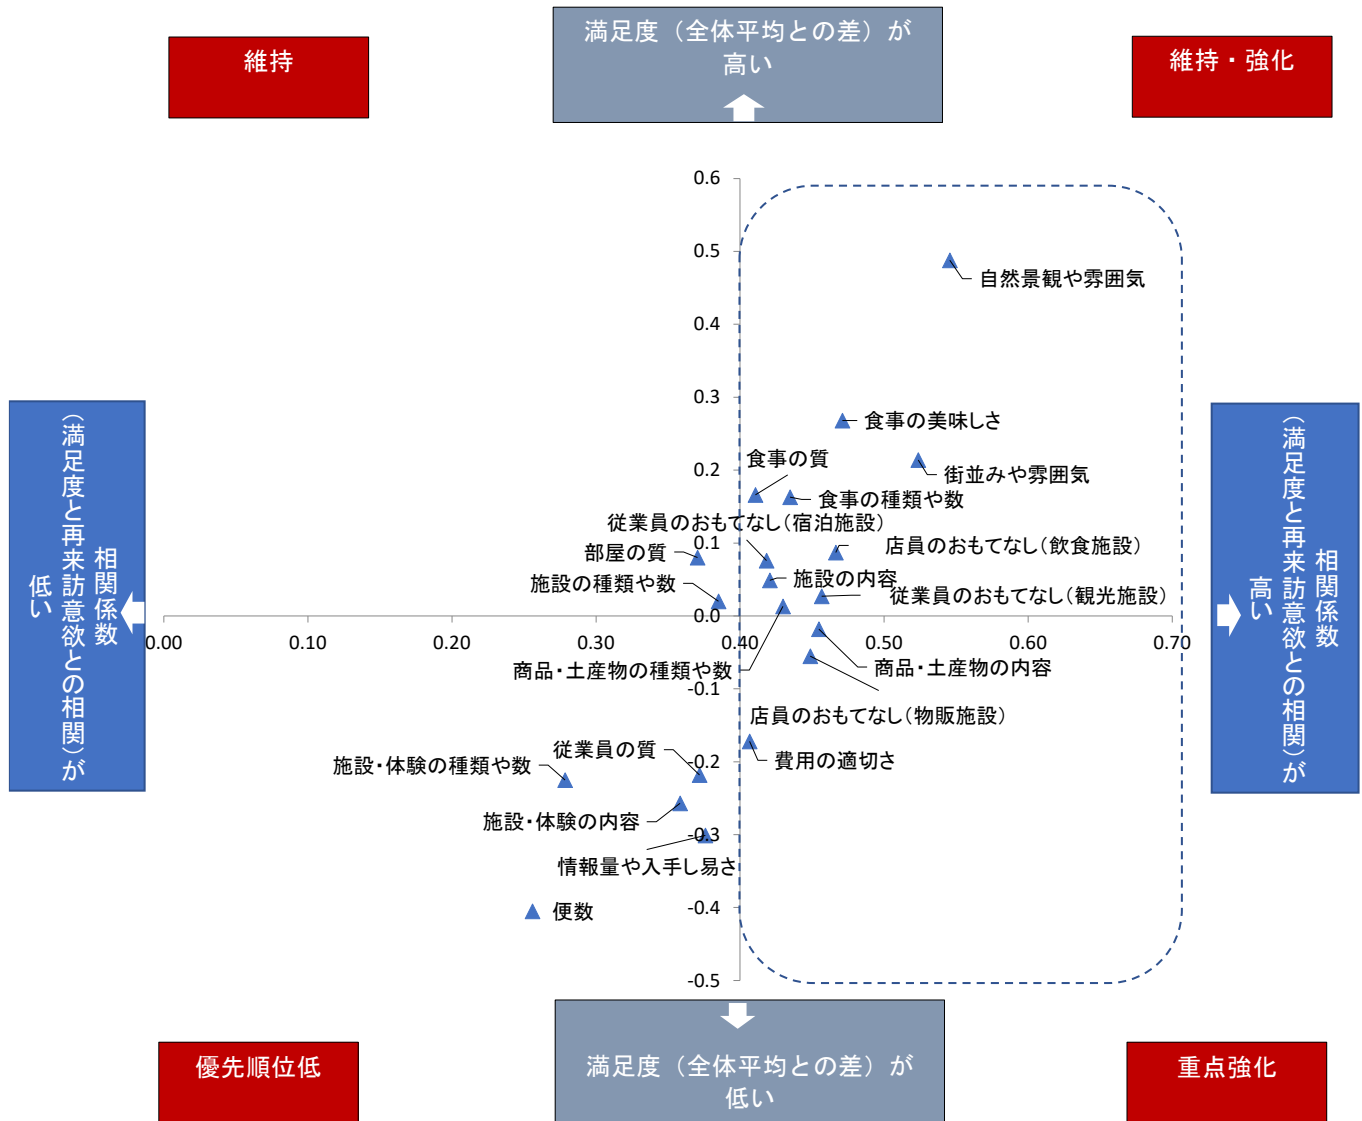 維持
満足度（全体平均との差）が
高い
維持・強化
0.6
0.5
自然景観や雰囲気
0.4
0.3
食事の美味しさ
食事の質
0.2
街並みや雰囲気
食事の種類や数
従業員のおもてなし（宿泊施設）
0.1
店員のおもてなし（飲食施設）
部屋の質
施設の内容
施設の種類や数
従業員のおもてなし（観光施設）
0.0
0.00
0.10
0.20
0.30
0.40
0.50
0.60
0.70
商品・土産物の種類や数
商品・土産物の内容
-0.1
店員のおもてなし（物販施設）
従業員の質
費用の適切さ
-0.2
施設・体験の種類や数
施設・体験の内容
-0.3
情報量や入手し易さ
-0.4
便数
-0.5
相関係数
（満足度と再来訪意欲との相関）が
低い
相関係数
（満足度と再来訪意欲との相関）が
高い
優先順位低
満足度（全体平均との差）が
低い
重点強化